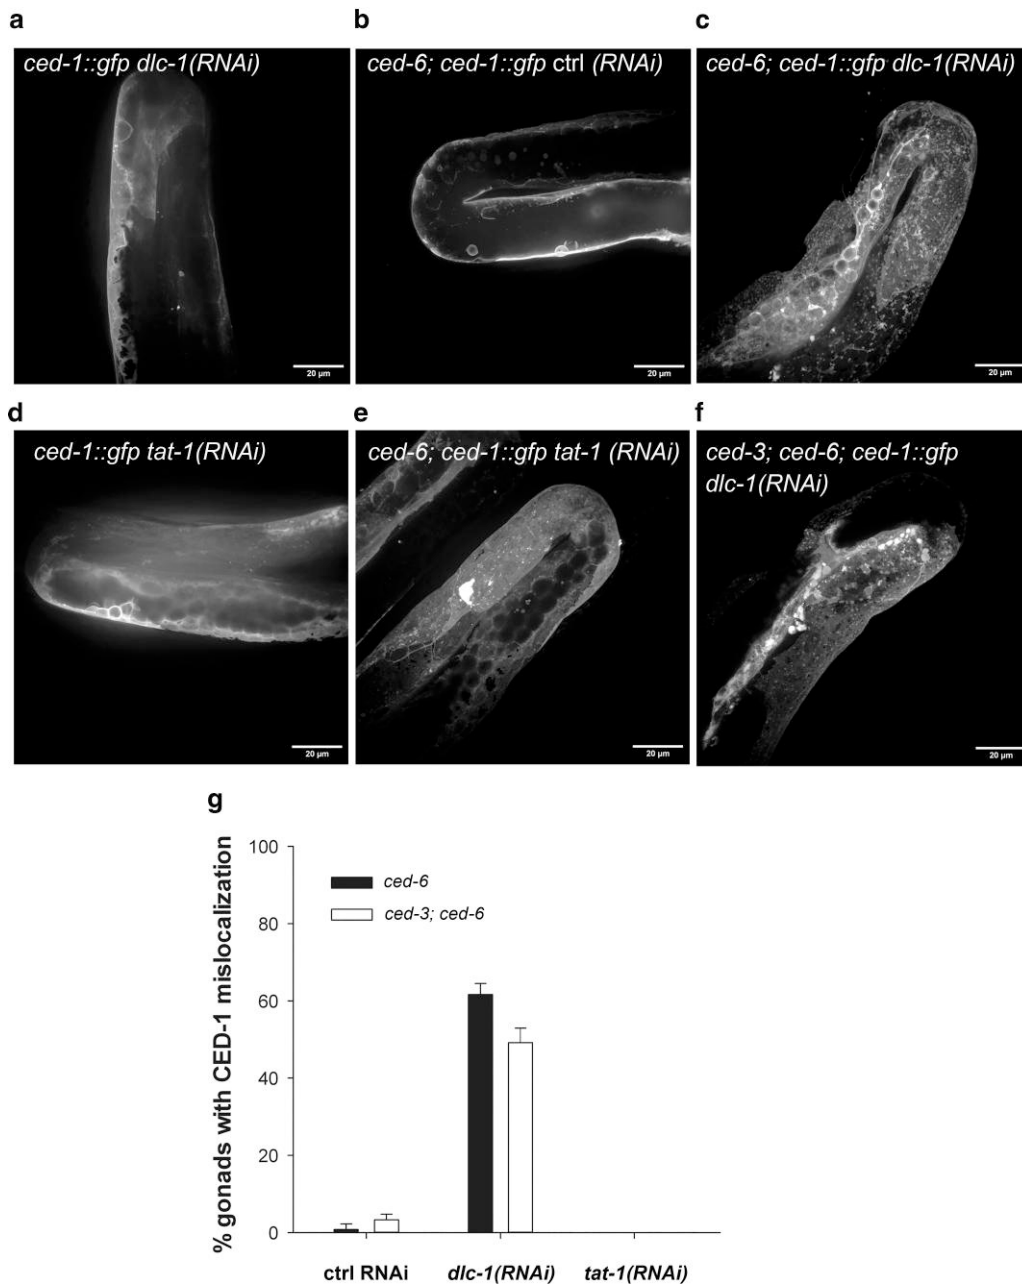 a
b
c
ced-1::gfp dlc-1(RNAi)
ced-6; ced-1::gfp ctrl (RNAi)
ced-6; ced-1::gfp dlc-1(RNAi)
20 µm
20 µm
20 µm
d
e
f
ced-1::gfp tat-1(RNAi)
ced-6; ced-1::gfp tat-1 (RNAi)
ced-3; ced-6; ced-1::gfp
dlc-1(RNAi)
20 µm
20 µm
20 µm
g
% gonads with CED-1 mislocalization
100
80
60
40
20
0
ced-6
ced-3; ced-6
ctrl RNAi
dlc-1(RNAi)
tat-1(RNAi)